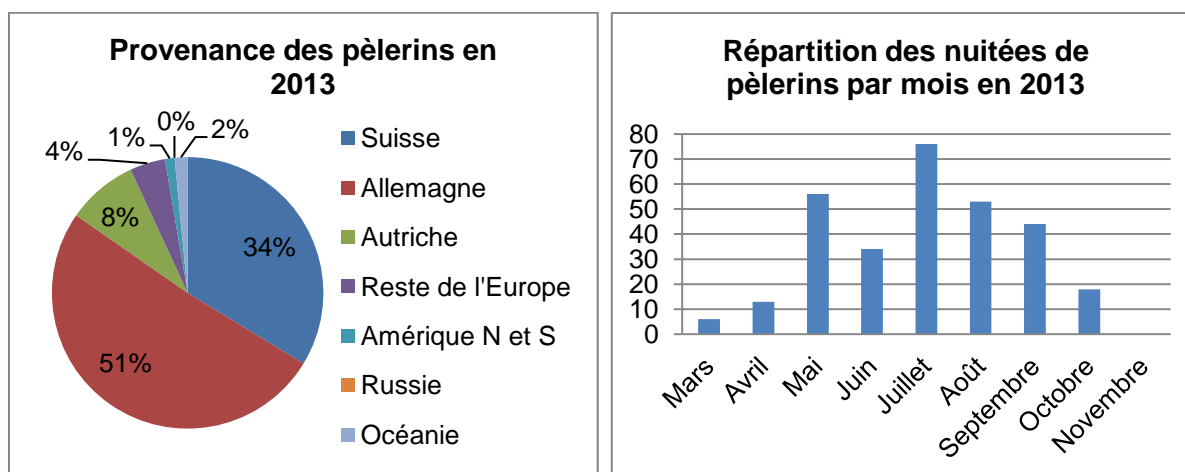 Provenance des pèlerins en
2013
0%
1%
2%
4%
8%
34%
51%
Suisse
Allemagne
Autriche
Reste de l'Europe
Amérique N et S
Russie
Océanie
Répartition des nuitées de
pèlerins par mois en 2013
80
70
60
50
40
30
20
10
0
Mars
Avril
Mai
Juin
Juillet
Août
Septembre
Octobre
Novembre